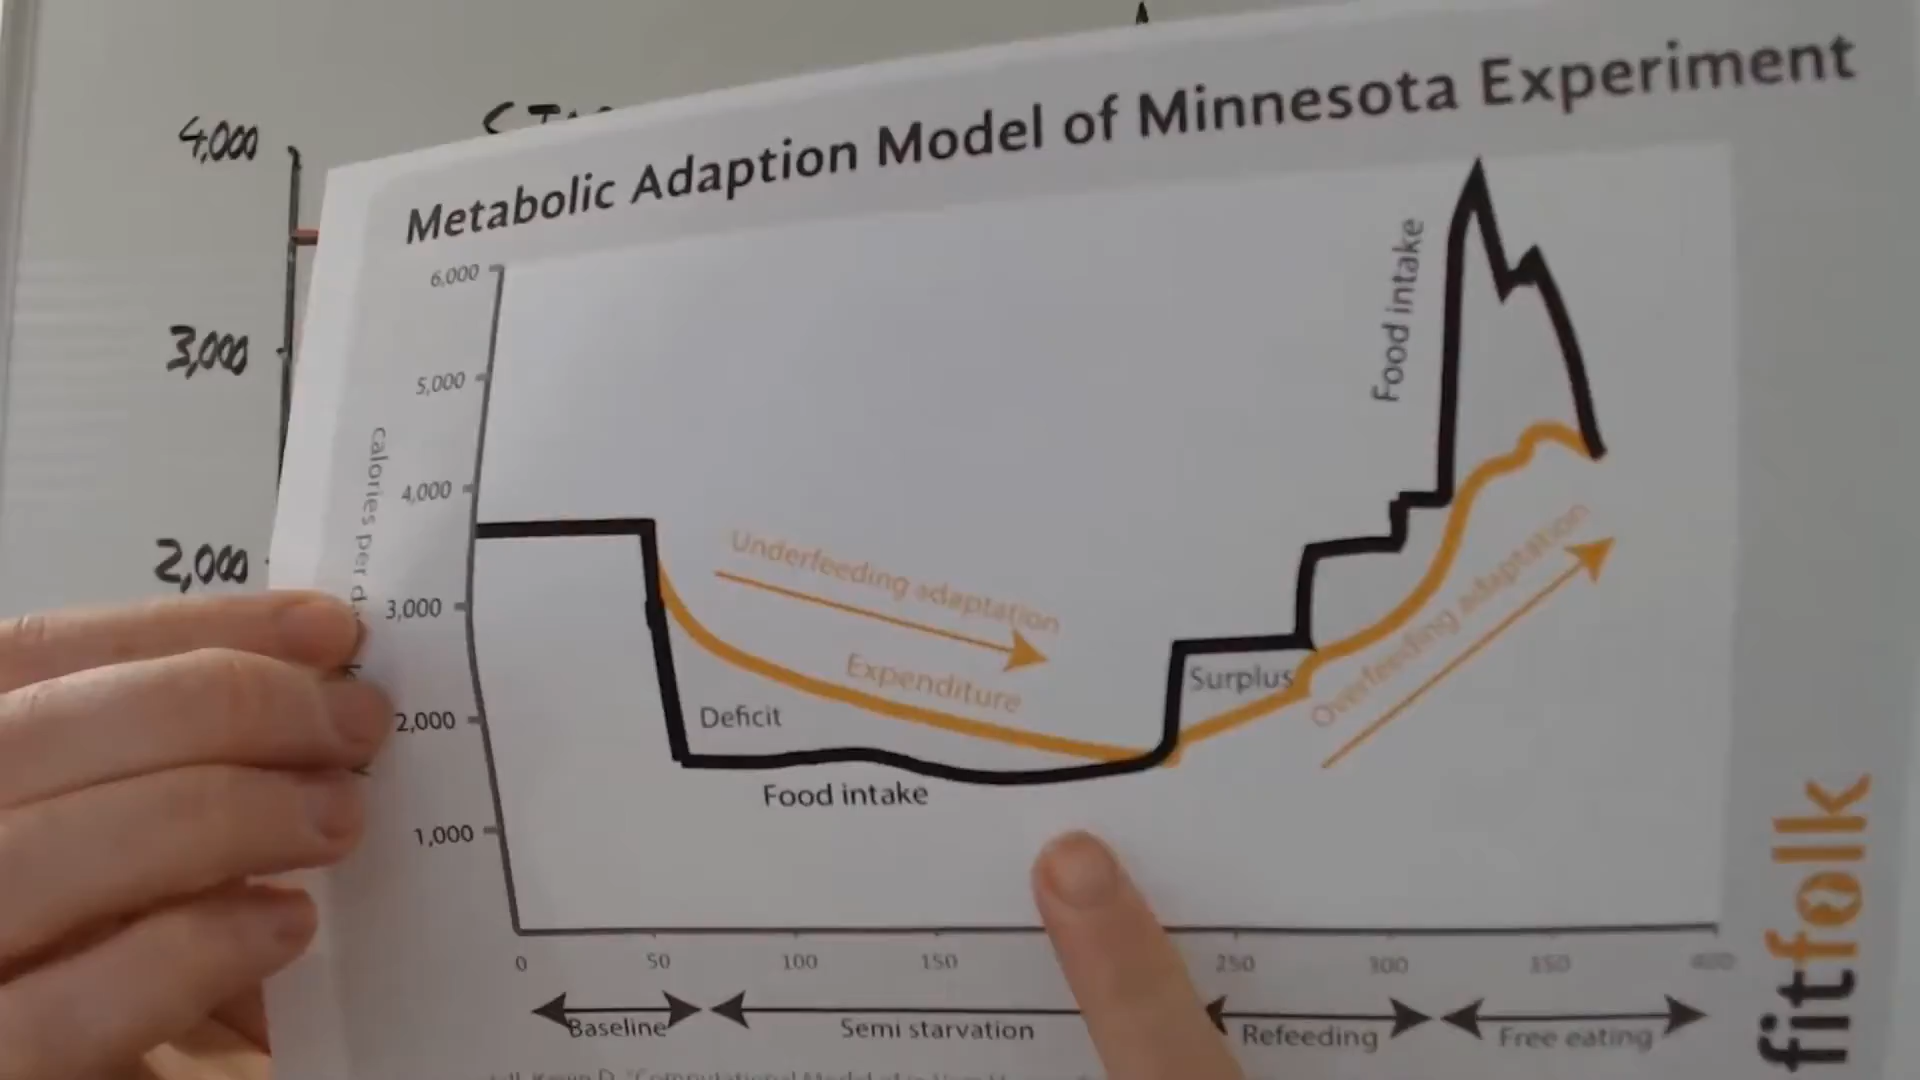 Metabolic Adaption Model of Minnesota Experiment
4,000
3,000
2,000
6,000
5,000
4,000
3,000
2,000
1,000
calories per
Underfeeding adaptation
Expenditure
Deficit
Food intake
Surplus
Food intake
Overfeeding adaptation
0 50 100 150 250 300 350 400
Baseline Semi starvation Refeeding Free eating
fitfolk